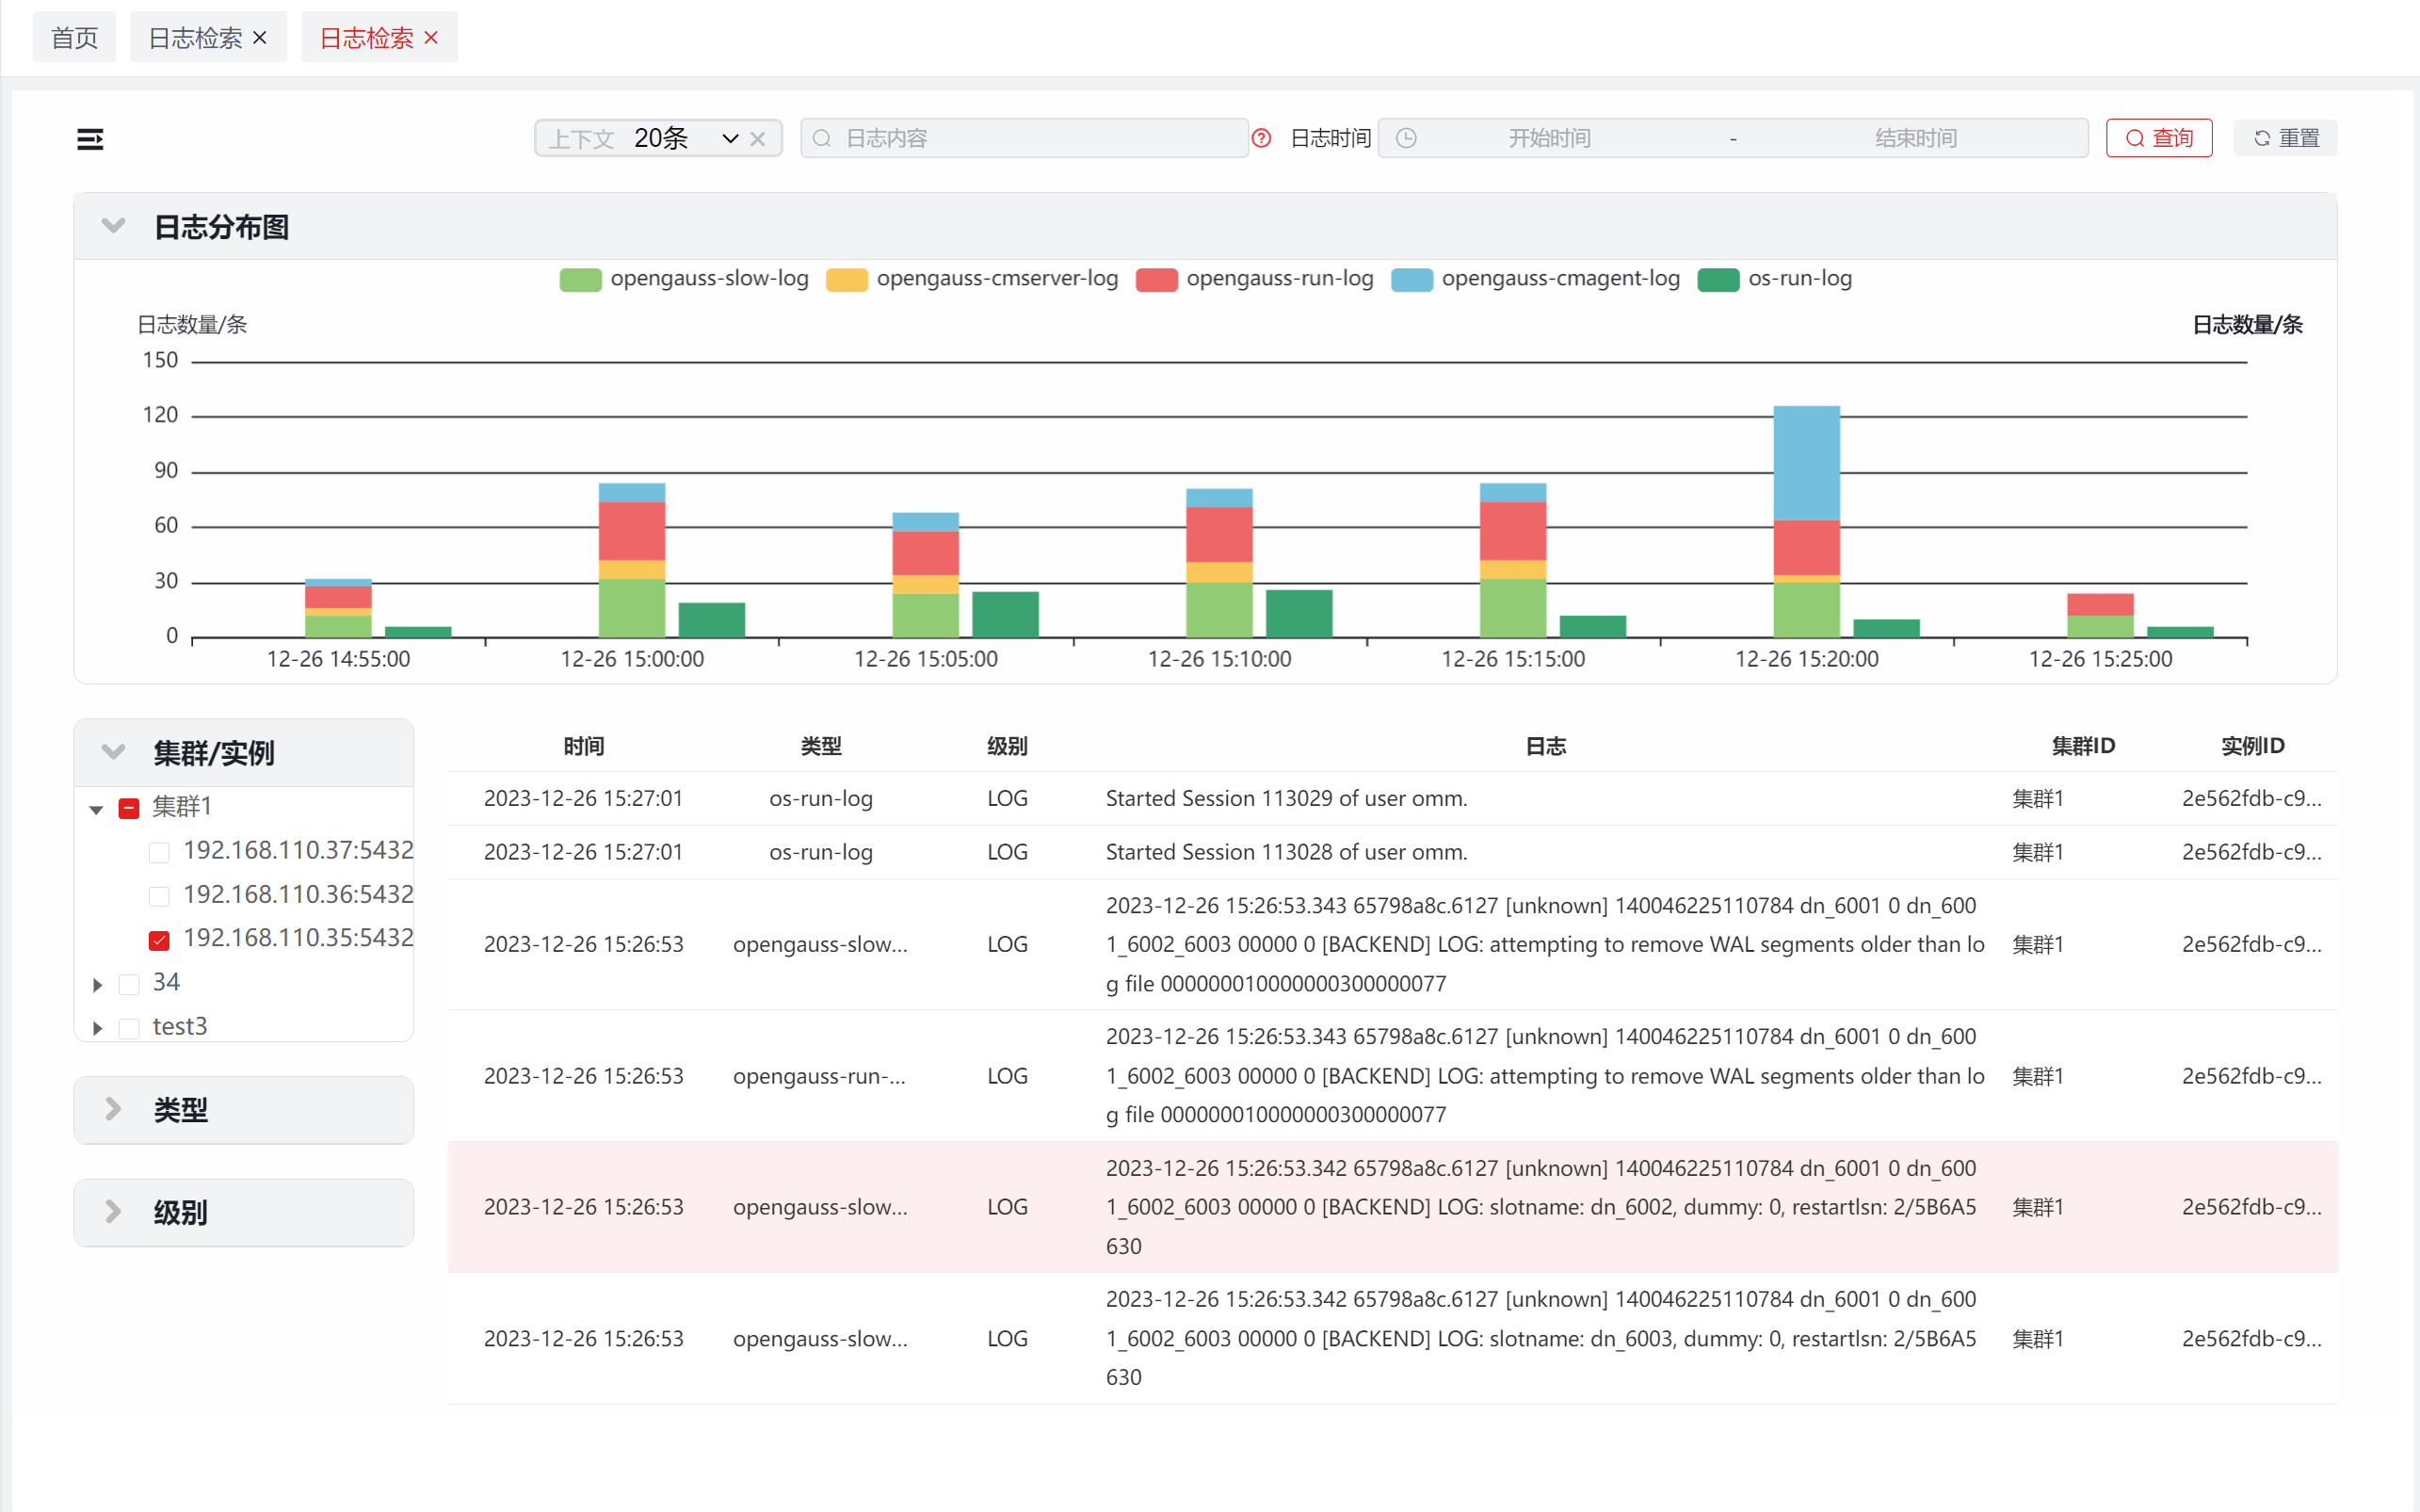 首页 日志检索 日志检索
上下文 20条 日志内容 日志时间 开始时间 - 结束时间 查询 重置
日志分布图
opengauss-slow-log opengauss-cmserver-log opengauss-run-log opengauss-cmagent-log os-run-log
日志数量/条 日志数量/条
150
120
90
60
30
0
12-26 14:55:00 12-26 15:00:00 12-26 15:05:00 12-26 15:10:00 12-26 15:15:00 12-26 15:20:00 12-26 15:25:00
集群/实例
集群1
192.168.110.37:5432
192.168.110.36:5432
192.168.110.35:5432
34
test3
类型
级别
时间 类型 级别 日志 集群ID 实例ID
2023-12-26 15:27:01 os-run-log LOG Started Session 113029 of user omm. 集群1 2e562fdb-c9...
2023-12-26 15:27:01 os-run-log LOG Started Session 113028 of user omm. 集群1 2e562fdb-c9...
2023-12-26 15:26:53.343 65798a8c.6127 [unknown] 140046225110784 dn_6001 0 dn_600
2023-12-26 15:26:53 opengauss-slow... LOG 1_6002_6003 00000 0 [BACKEND] LOG: attempting to remove WAL segments older than lo 集群1 2e562fdb-c9...
g file 000000010000000300000077
2023-12-26 15:26:53.343 65798a8c.6127 [unknown] 140046225110784 dn_6001 0 dn_600
2023-12-26 15:26:53 opengauss-run-... LOG 1_6002_6003 00000 0 [BACKEND] LOG: attempting to remove WAL segments older than lo 集群1 2e562fdb-c9...
g file 000000010000000300000077
2023-12-26 15:26:53.342 65798a8c.6127 [unknown] 140046225110784 dn_6001 0 dn_600
2023-12-26 15:26:53 opengauss-slow... LOG 1_6002_6003 00000 0 [BACKEND] LOG: slotname: dn_6002, dummy: 0, restartlsn: 2/5B6A5 集群1 2e562fdb-c9...
630
2023-12-26 15:26:53.342 65798a8c.6127 [unknown] 140046225110784 dn_6001 0 dn_600
2023-12-26 15:26:53 opengauss-slow... LOG 1_6002_6003 00000 0 [BACKEND] LOG: slotname: dn_6003, dummy: 0, restartlsn: 2/5B6A5 集群1 2e562fdb-c9...
630